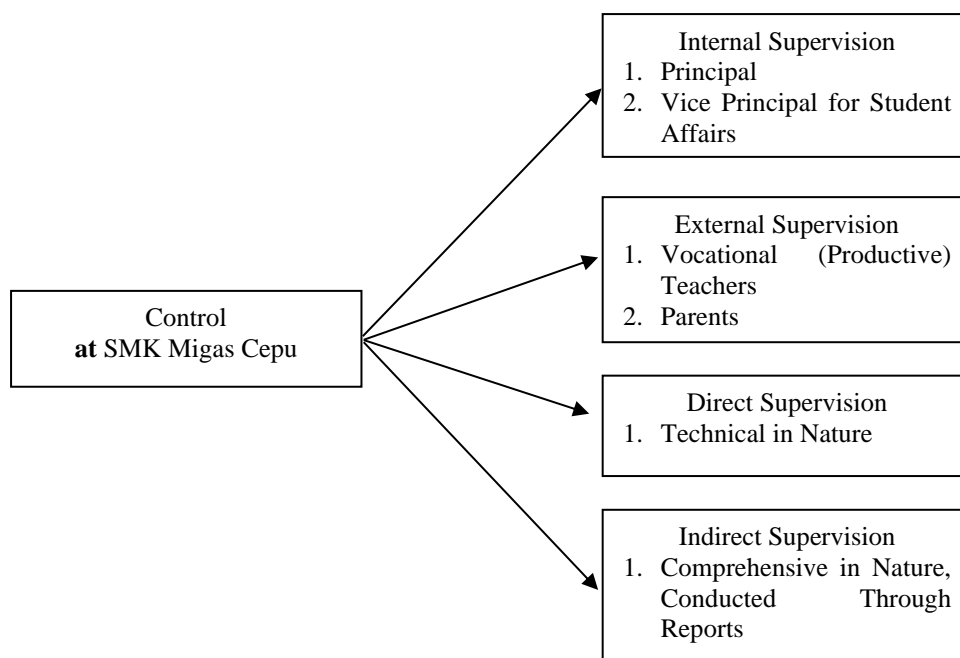 Internal Supervision
1. Principal
2. Vice Principal for Student
Affairs
External Supervision
1. Vocational (Productive)
Teachers
2. Parents
Control
at SMK Migas Cepu
Direct Supervision
1. Technical in Nature
Indirect Supervision
1. Comprehensive in Nature,
Conducted Through
Reports